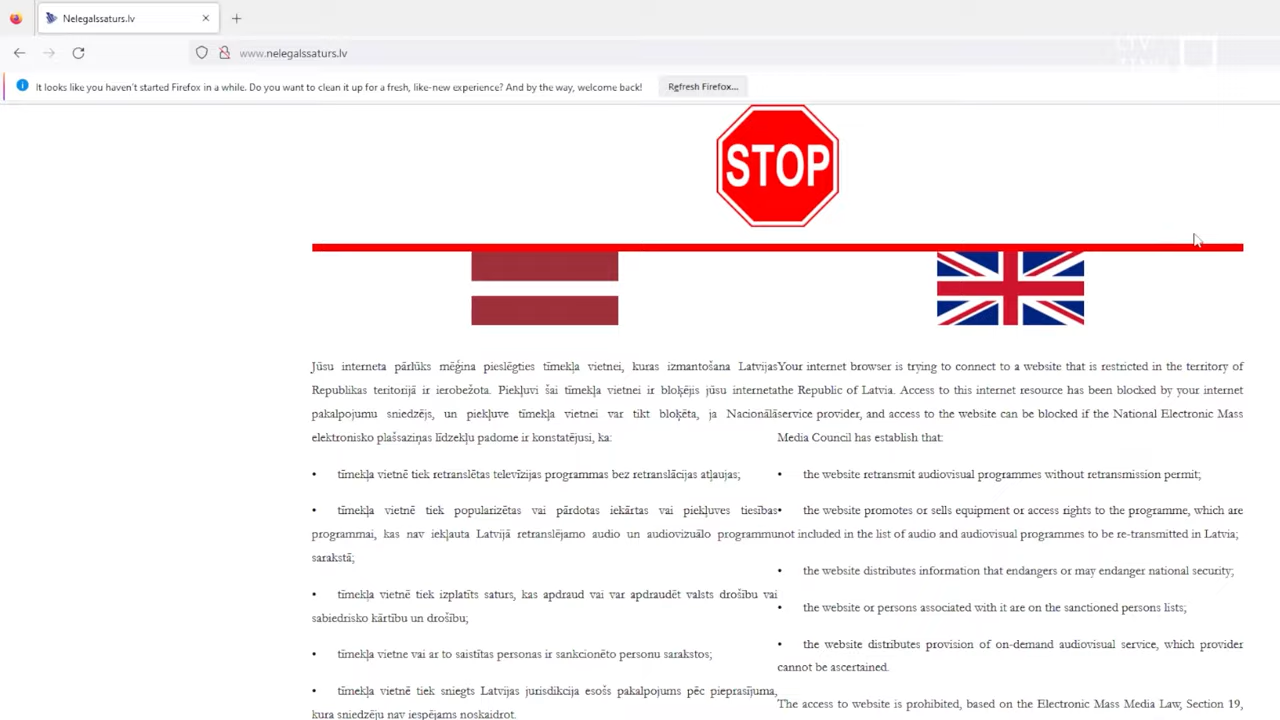 Nelegalssaturs.lv
www.nelegalssaturs.lv
It looks like you haven't started Firefox in a while. Do you want to clean it up for a fresh, like-new experience? And by the way, welcome back!
Refresh Firefox...
LTV
STOP
Jūsu interneta pārlūks mēģina pieslēgties tīmekļa vietnei, kuras izmantošana Latvijas
Republikas teritorijā ir ierobežota. Piekļuvi šai tīmekļa vietnei ir bloķējis jūsu interneta
pakalpojumu sniedzējs, un piekļuve tīmekļa vietnei var tikt bloķēta, ja Nacionālā
elektronisko plašsaziņas līdzekļu padome ir konstatējusi, ka:
• tīmekļa vietnē tiek retranslētas televīzijas programmas bez retranslācijas atļaujas;
• tīmekļa vietnē tiek popularizētas vai pārdotas iekārtas vai piekļuves tiesības
programmai, kas nav iekļauta Latvijā retranslējamo audio un audiovizuālo programmu
sarakstā;
• tīmekļa vietnē tiek izplatīts saturs, kas apdraud vai var apdraudēt valsts drošību vai
sabiedrisko kārtību un drošību;
• tīmekļa vietne vai ar to saistītas personas ir sankcionēto personu sarakstos;
• tīmekļa vietnē tiek sniegts Latvijas jurisdikcija esošs pakalpojums pēc pieprasījuma,
kura sniedzēju nav iespējams noskaidrot.
Your internet browser is trying to connect to a website that is restricted in the territory of
the Republic of Latvia. Access to this internet resource has been blocked by your internet
service provider, and access to the website can be blocked if the National Electronic Mass
Media Council has establish that:
• the website retransmit audiovisual programmes without retransmission permit;
• the website promotes or sells equipment or access rights to the programme, which are
not included in the list of audio and audiovisual programmes to be re-transmitted in Latvia;
• the website distributes information that endangers or may endanger national security;
• the website or persons associated with it are on the sanctioned persons lists;
• the website distributes provision of on-demand audiovisual service, which provider
cannot be ascertained.
The access to website is prohibited, based on the Electronic Mass Media Law, Section 19,